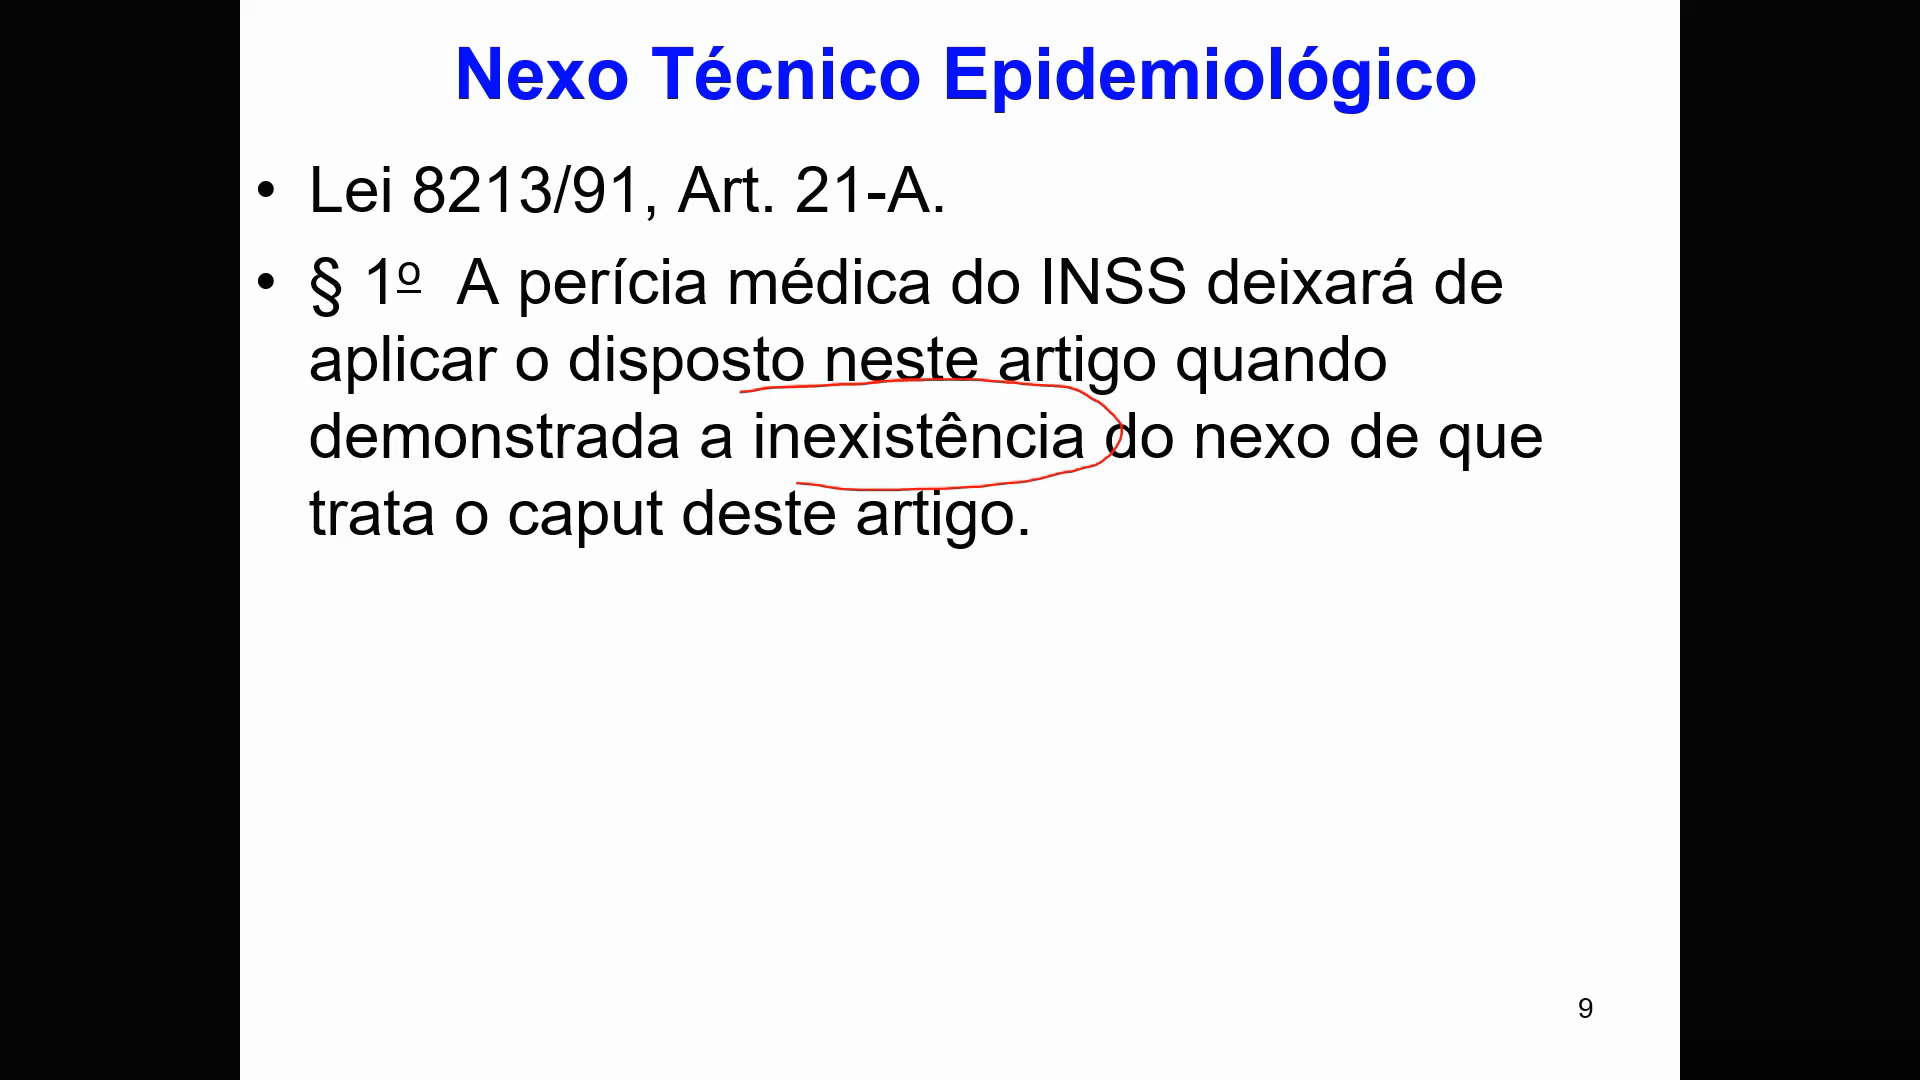 Nexo Técnico Epidemiológico
• Lei 8213/91, Art. 21-A.
• § 1º A perícia médica do INSS deixará de
aplicar o disposto neste artigo quando
demonstrada a inexistência do nexo de que
trata o caput deste artigo.
9